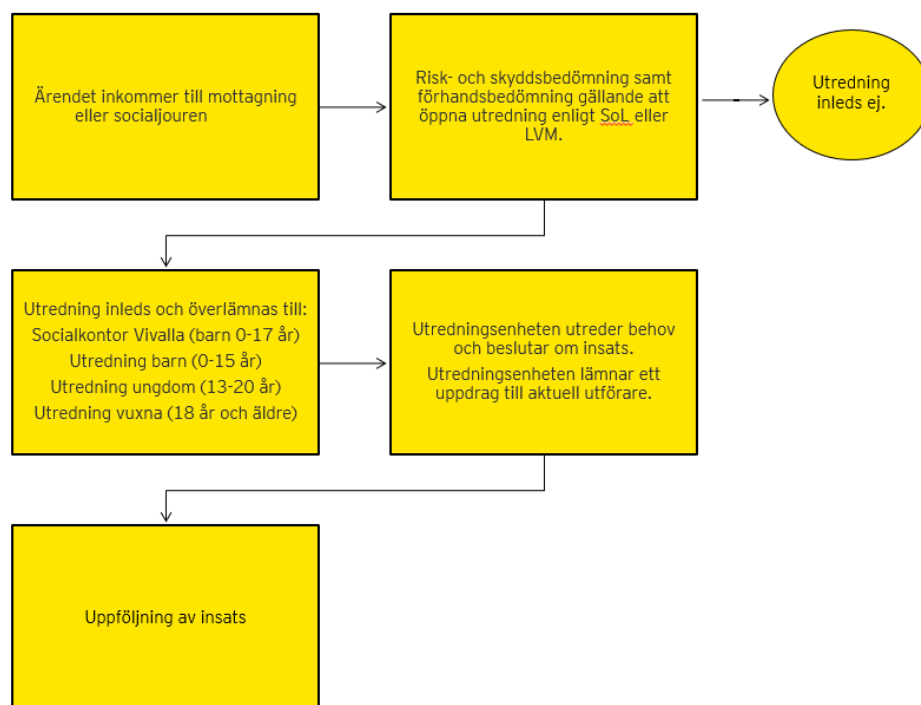 Ärendet inkommer till mottagning
eller socialjouren
Risk- och skyddsbedömning samt
förhandsbedömning gällande att
öppna utredning enligt SoL eller
LVM.
Utredning
inleds ej.
Utredning inleds och överlämnas till:
Socialkontor Vivalla (barn 0-17 år)
Utredning barn (0-15 år)
Utredning ungdom (13-20 år)
Utredning vuxna (18 år och äldre)
Utredningsenheten utreder behov
och beslutar om insats.
Utredningsenheten lämnar ett
uppdrag till aktuell utförare.
Uppföljning av insats